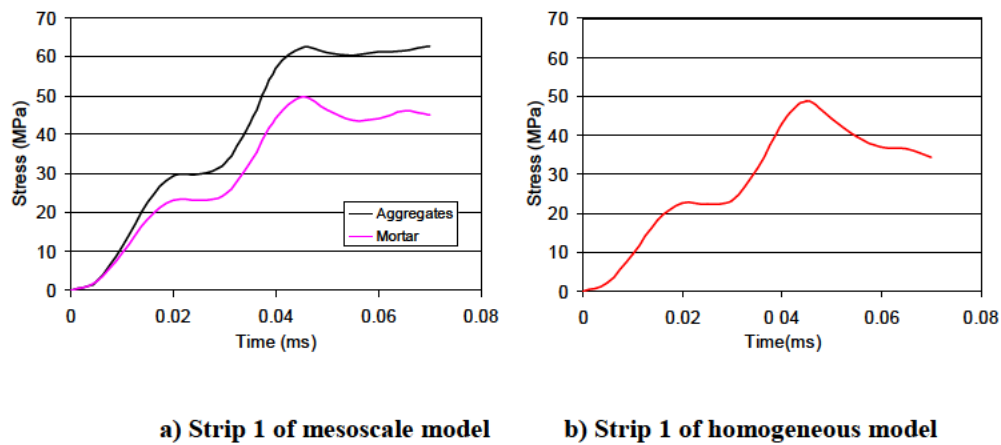 70
60
50
40
30
20
10
0
Stress (MPa)
0 0.02 0.04 0.06 0.08
Time (ms)
Aggregates
Mortar
70
60
50
40
30
20
10
0
Stress (MPa)
0 0.02 0 04 0.06 0.08
Time(ms)
a) Strip 1 of mesoscale model
b) Strip 1 of homogeneous model